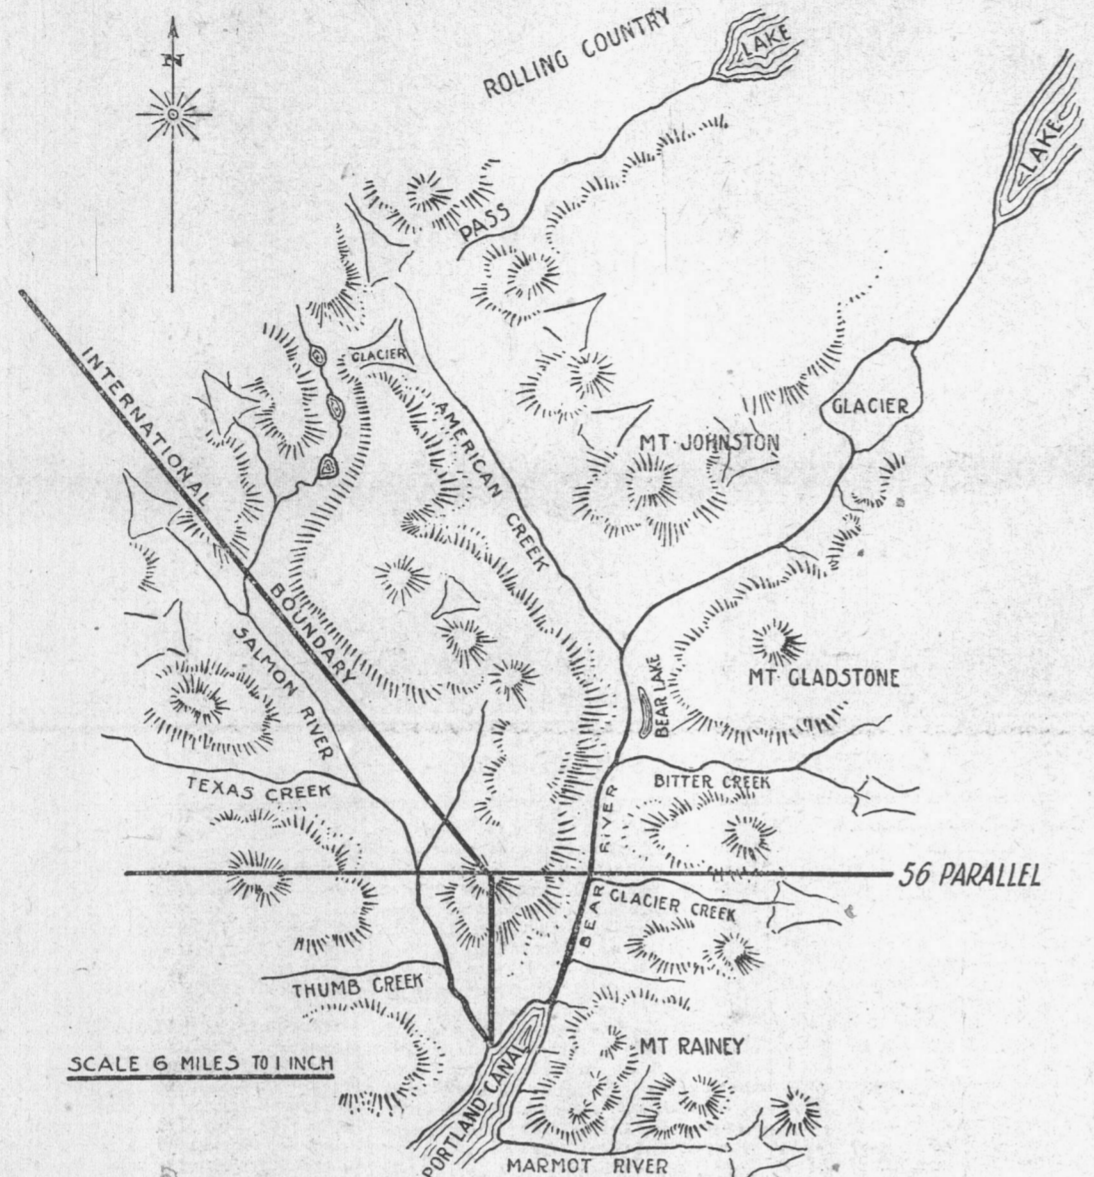 LAKE
ROLLING COUNTRY
N
LAKE
PASS
INTERNATIONAL BOUNDARY
GLACIER
AMERICAN CREEK
GLACIER
MT. JOHNSTON
SALMON RIVER
BEAR LAKE
MT. GLADSTONE
TEXAS CREEK
BITTER CREEK
BEAR RIVER
56 PARALLEL
GLACIER CREEK
THUMB CREEK
SCALE 6 MILES TO 1 INCH
MT RAINEY
PORTLAND CANAL
MARMOT RIVER